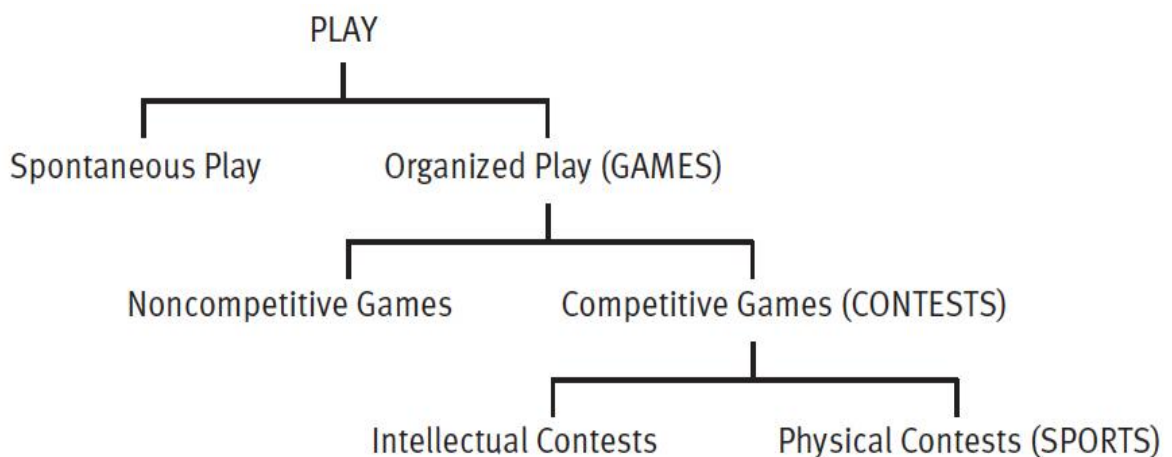 PLAY
Spontaneous Play
Organized Play (GAMES)
Noncompetitive Games
Competitive Games (CONTESTS)
Intellectual Contests
Physical Contests (SPORTS)